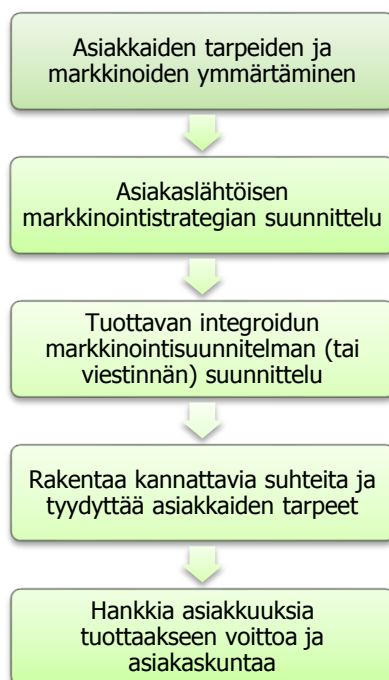 Asiakkaiden tarpeiden ja
markkinoiden ymmärtäminen
Asiakaslähtöisen
markkinointistrategian suunnittelu
Tuottavan integroidun
markkinointisuunnitelman (tai
viestinnän) suunnittelu
Rakentaa kannattavia suhteita ja
tyydyttää asiakkaiden tarpeet
Hankkia asiakkuuksia
tuottaakseen voittoa ja
asiakaskuntaa